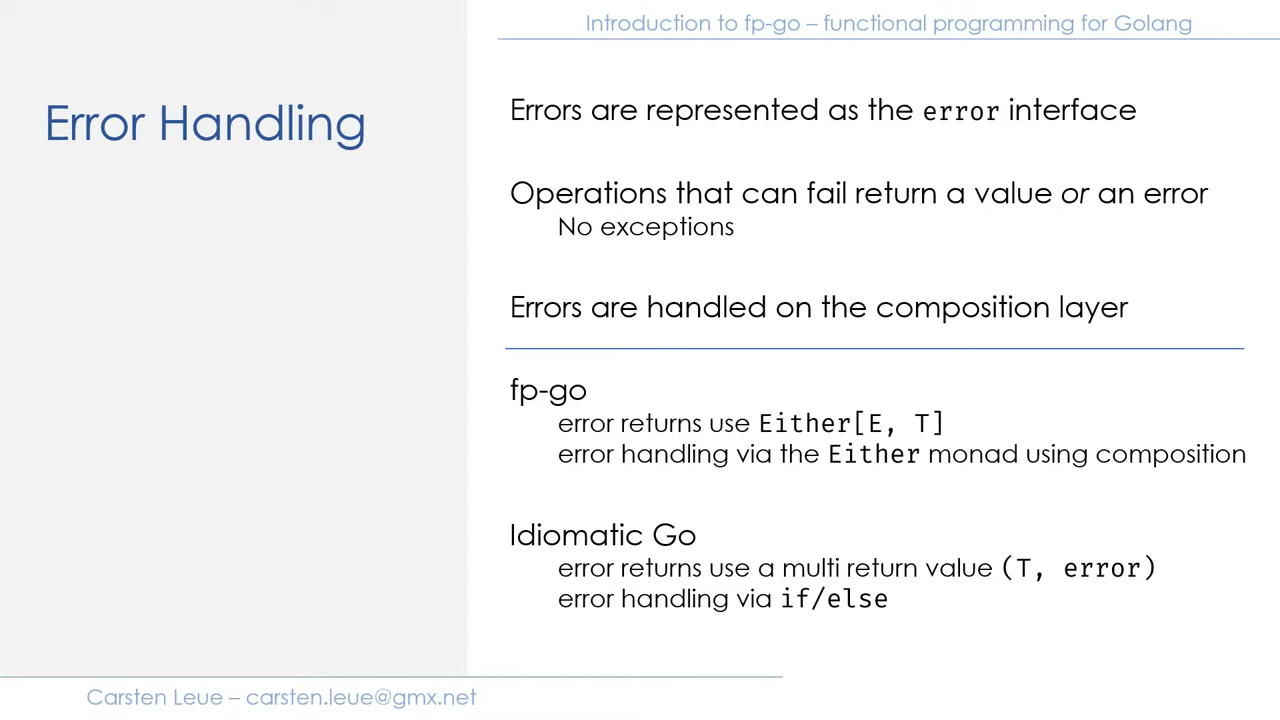 Introduction to fp-go – functional programming for Golang
Error Handling
Errors are represented as the error interface
Operations that can fail return a value or an error
No exceptions
Errors are handled on the composition layer
fp-go
error returns use Either[E, T]
error handling via the Either monad using composition
Idiomatic Go
error returns use a multi return value (T, error)
error handling via if/else
Carsten Leue – carsten.leue@gmx.net